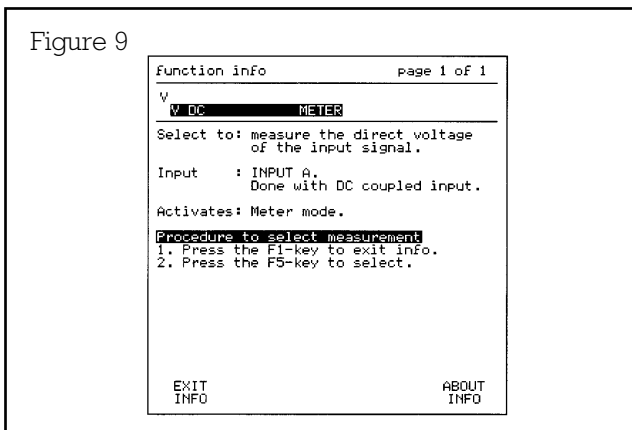 Figure 9
Function info page 1 of 1
V
V DC METER
Select to: measure the direct voltage
of the input signal.
Input : INPUT A.
Done with DC coupled input.
Activates: Meter mode.
Procedure to select measurement
1. Press the F1-key to exit info.
2. Press the F5-key to select.
EXIT ABOUT
INFO INFO